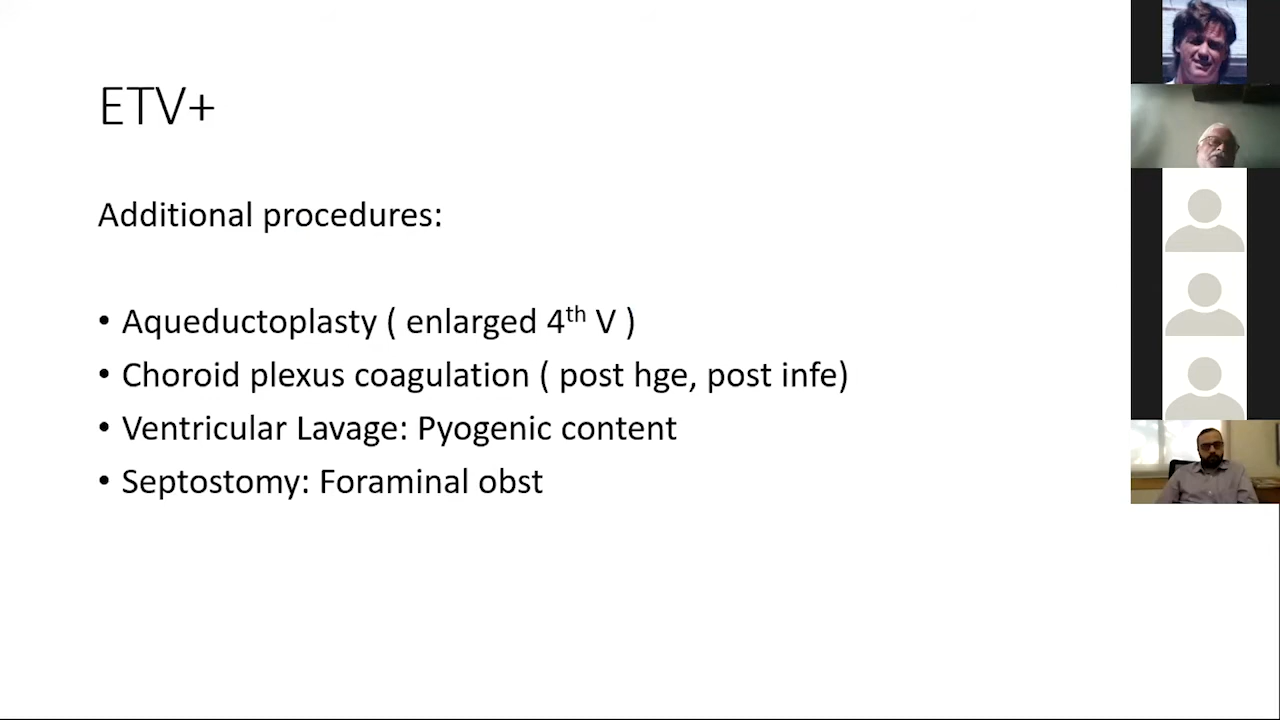 ETV+
Additional procedures:
• Aqueductoplasty ( enlarged 4th V )
• Choroid plexus coagulation ( post hge, post infe)
• Ventricular Lavage: Pyogenic content
• Septostomy: Foraminal obst